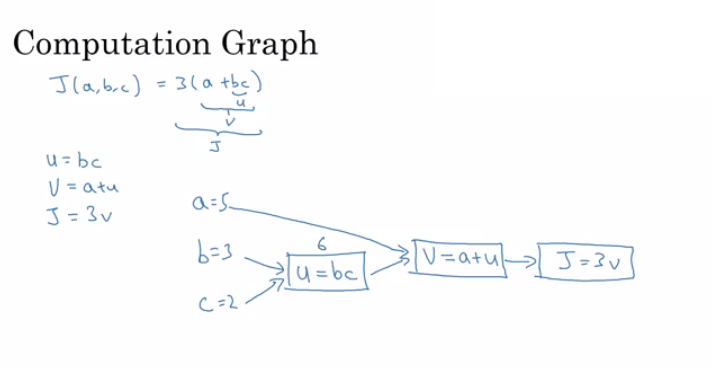 Computation Graph
J(a,b,c) = 3(a+bc)
u
v
J
u = bc
V = a+u
J = 3v
a=5
b=3
6
u = bc
V = a+u
J = 3v
c=2